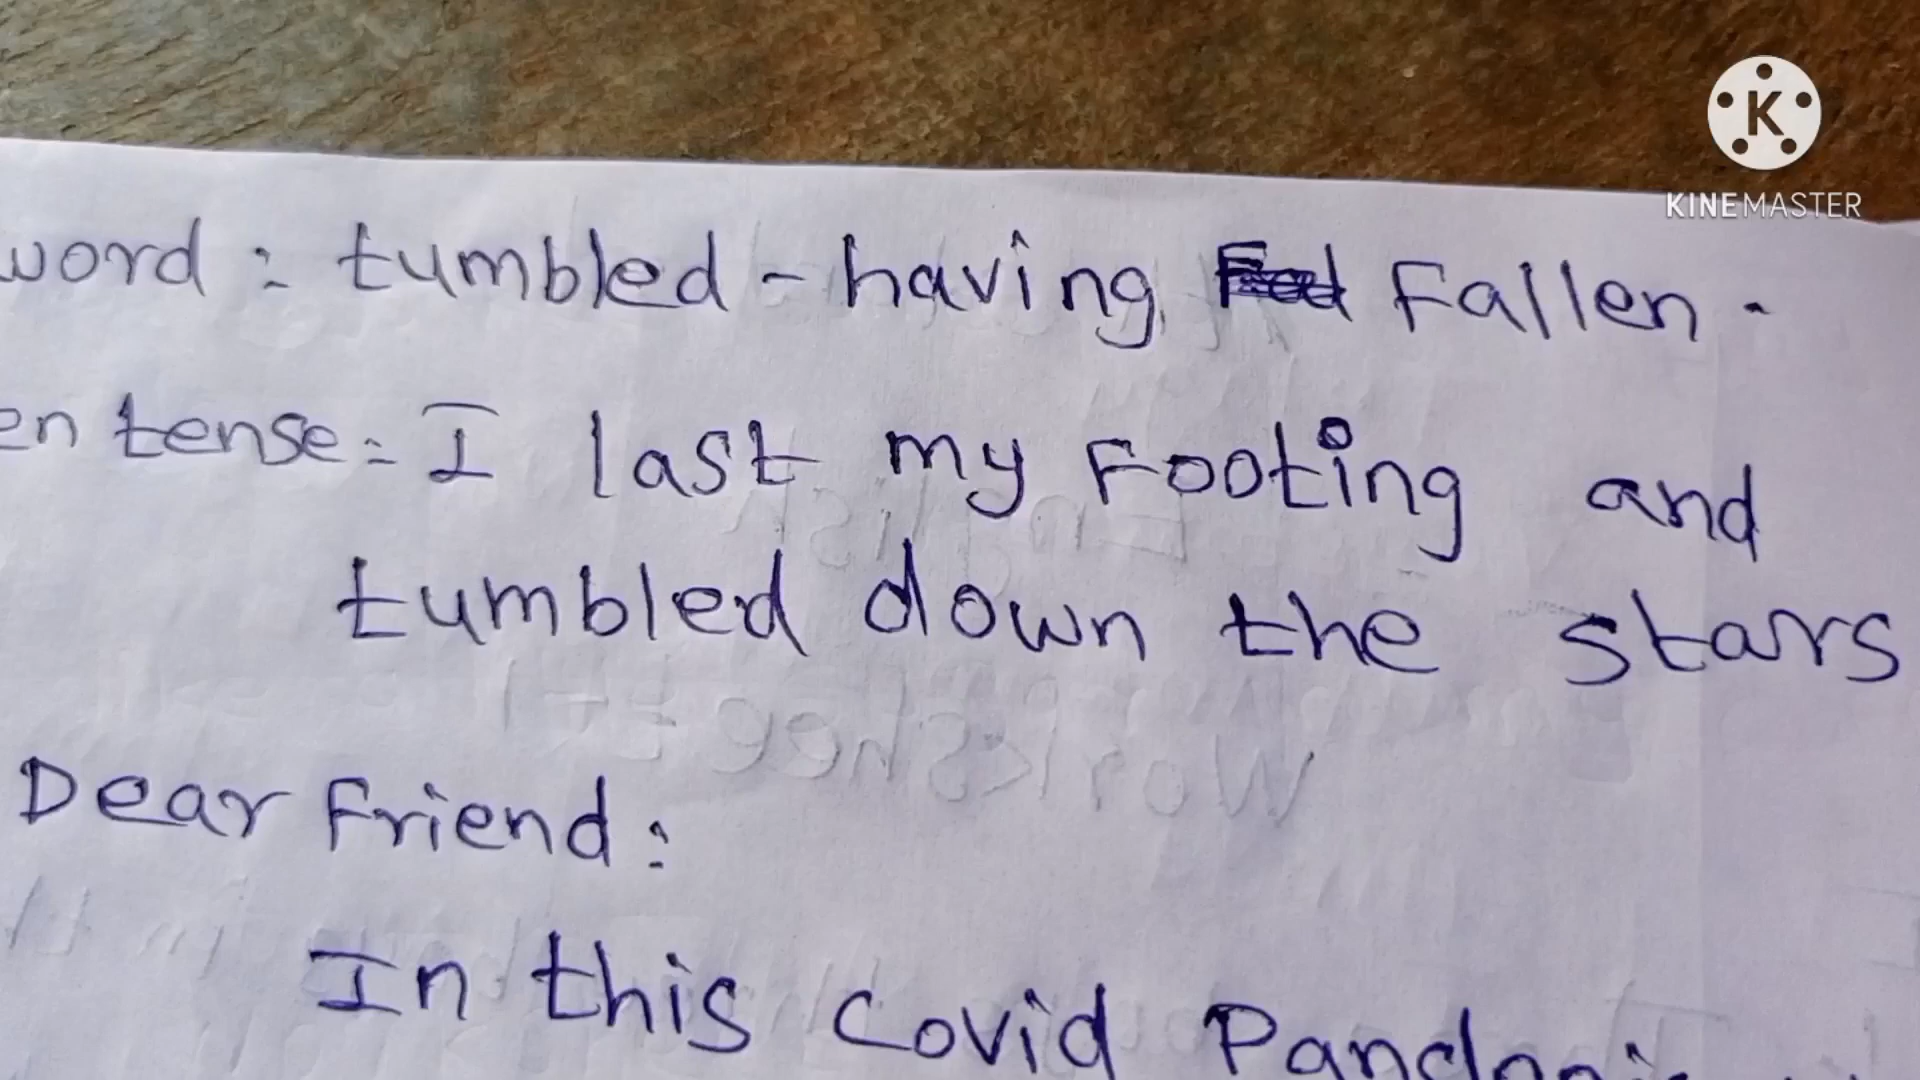 KINEMASTER
word : tumbled - having Fallen .
en tense : I last my Footing and
tumbled down the stars
Dear Friend :
In this Covid